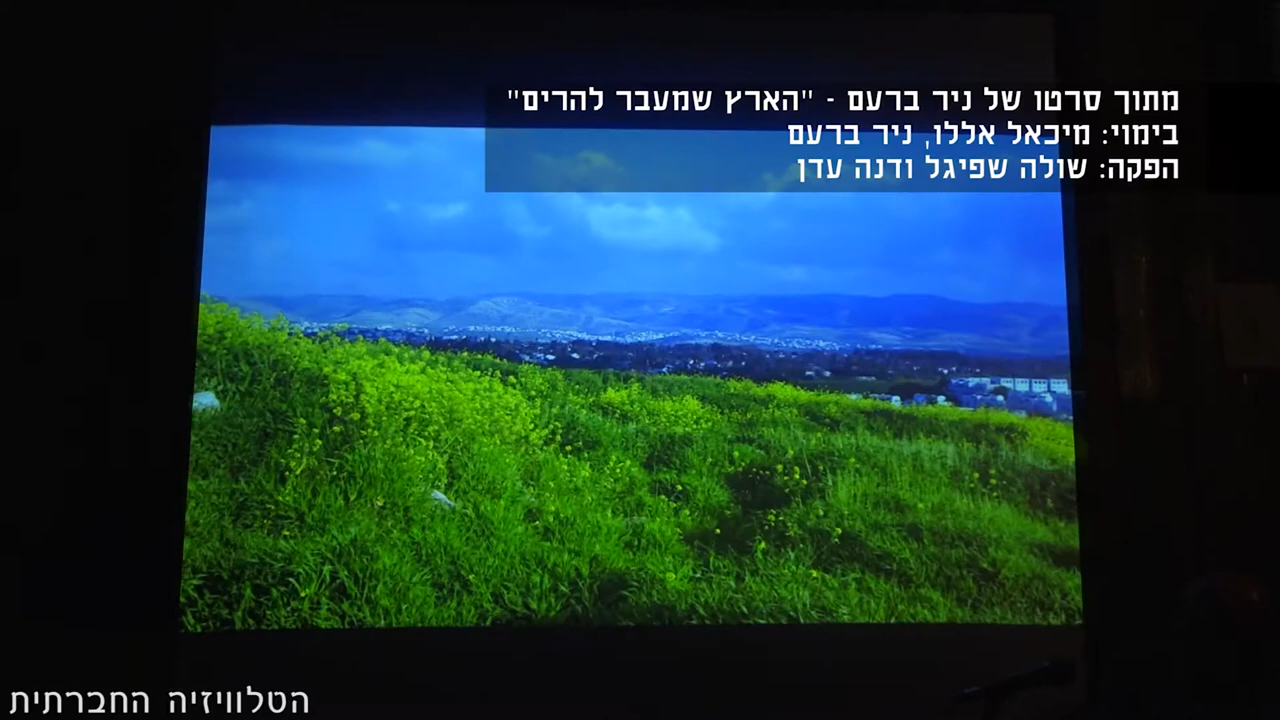 מתוך סרטו של ניר ברעם - "הארץ שמעבר להרים"
בימוי: מיכאל אללו, ניר ברעם
הפקה: שולה שפיגל ודנה עדן
הטלוויזיה החברתית